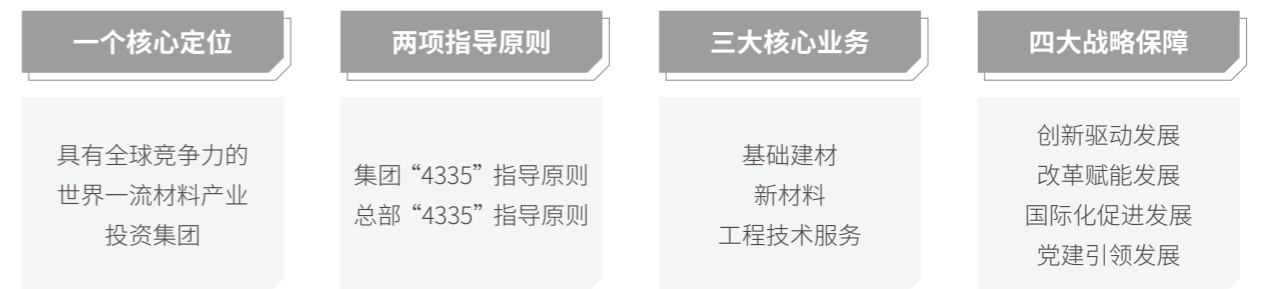 一个核心定位
具有全球竞争力的
世界一流材料产业
投资集团
两项指导原则
集团“4335”指导原则
总部“4335”指导原则
三大核心业务
基础建材
新材料
工程技术服务
四大战略保障
创新驱动发展
改革赋能发展
国际化促进发展
党建引领发展